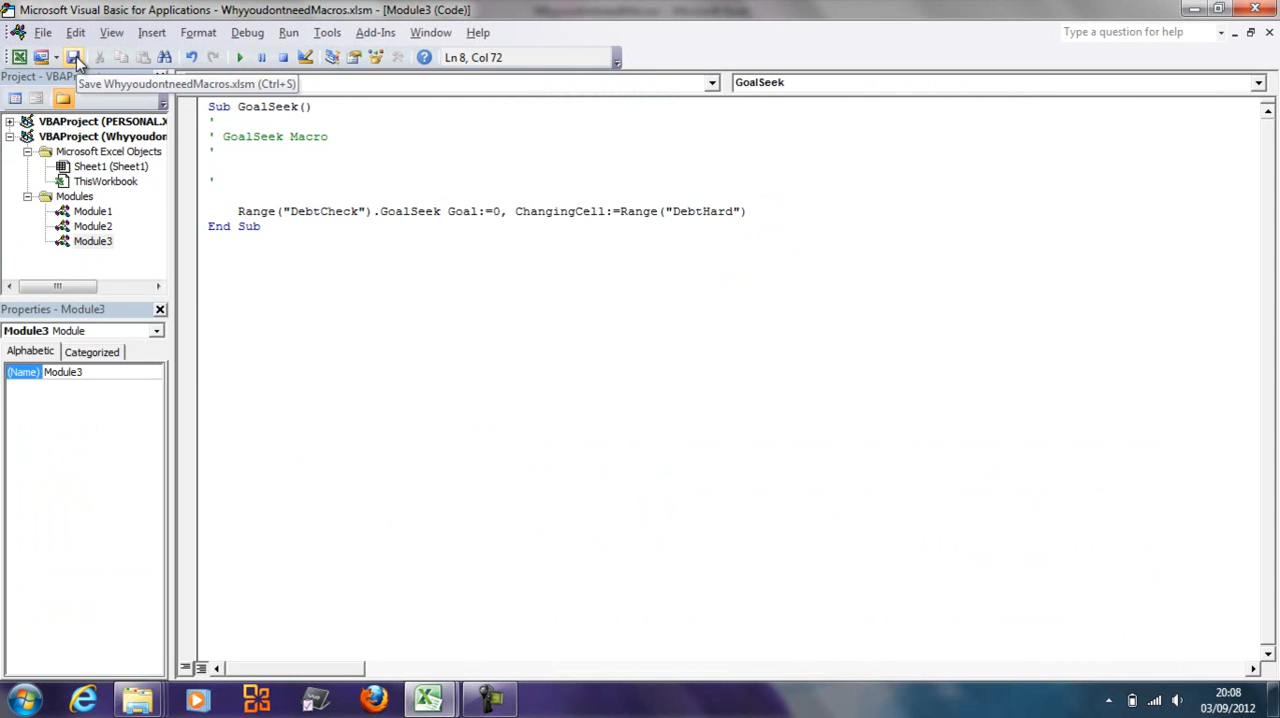 Microsoft Visual Basic for Applications - WhyyoudontneedMacros.xlsm - [Module3 (Code)]
File Edit View Insert Format Debug Run Tools Add-Ins Window Help
Type a question for help
Ln 8, Col 72
Project - VBAP
Save WhyyoudontneedMacros.xlsm (Ctrl+S)
GoalSeek
VBAProject (PERSONAL.X
VBAProject (Whyyoudon
Microsoft Excel Objects
Sheet1 (Sheet1)
ThisWorkbook
Modules
Module1
Module2
Module3
Sub GoalSeek()
'
' GoalSeek Macro
'
'
Range("DebtCheck").GoalSeek Goal:=0, ChangingCell:=Range("DebtHard")
End Sub
Properties - Module3
Module3 Module
Alphabetic Categorized
(Name) Module3
20:08
03/09/2012